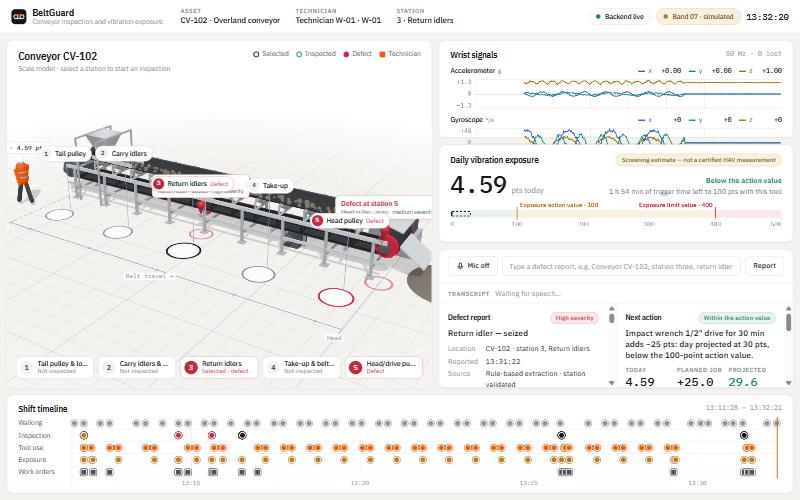 BeltGuard
Conveyor inspection and vibration exposure
ASSET
CV-102 · Overland conveyor
TECHNICIAN
Technician W-01 · W-01
STATION
3 · Return idlers
Backend live
Band 07 · simulated
13:32:20
Conveyor CV-102
Scale model · select a station to start an inspection
Selected
Inspected
Defect
Technician
4.59 pt
1 Tail pulley
2 Carry idlers
3 Return idlers Defect
4 Take-up
Defect at station 5
5 Head pulley Defect
Belt travel →
Head
1 Tail pulley & lo...
Not inspected
2 Carry idlers & ...
Not inspected
3 Return idlers
Selected · defect
4 Take-up & belt...
Not inspected
5 Head/drive pu...
Defect
Wrist signals
50 Hz · 0 lost
Accelerometer g
x +0.00 y +0.00 z +1.00
+1.3
0
−1.3
Gyroscope °/s
x +0 y +0 z +0
+48
0
Daily vibration exposure
Screening estimate — not a certified HAV measurement
4.59 pts today
Below the action value
1 h 54 min of trigger time left to 100 pts with this tool
Exposure action value · 100
Exposure limit value · 400
0 100 200 300 400 500
Mic off
Type a defect report, e.g. Conveyor CV-102, station three, return idler
Report
TRANSCRIPT Waiting for speech...
Defect report
High severity
Return idler — seized
Location CV-102 · station 3, Return idlers
Reported 13:31:22
Source Rule-based extraction · station
validated
Next action
Within the action value
Impact wrench 1/2" drive for 30 min
adds ~25 pts: day projected at 30 pts,
below the 100-point action value.
TODAY PLANNED JOB PROJECTED
4.59 +25.0 29.6
Shift timeline
13:11:28 – 13:32:21
Walking
Inspection
Tool use
Exposure
Work orders
13:15 13:20 13:25 13:30